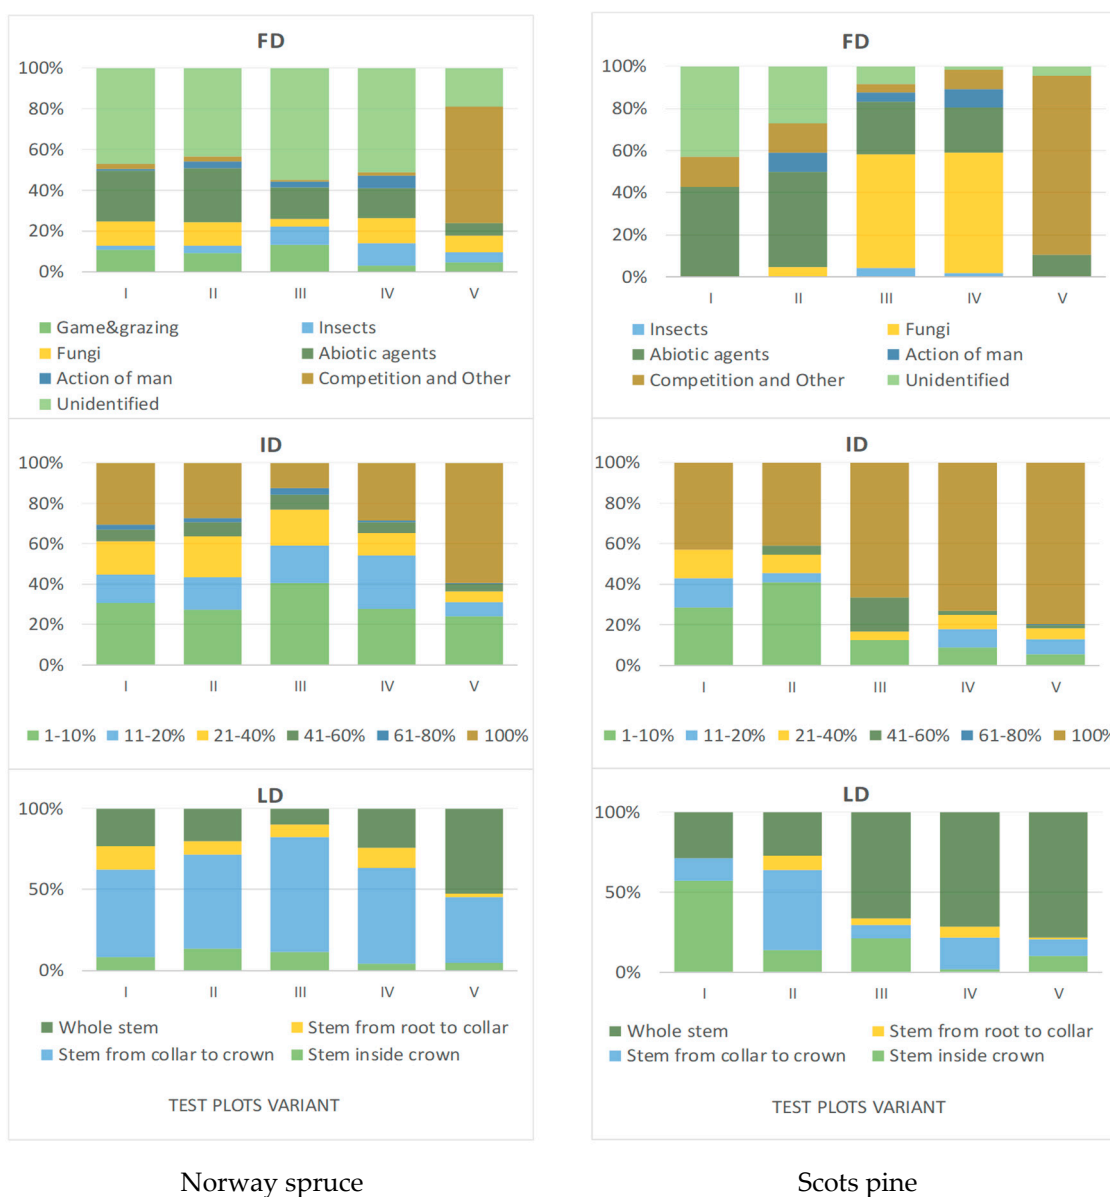 FD
100%
80%
60%
40%
20%
0%
I II III IV V
Game&grazing Insects
Fungi Abiotic agents
Action of man Competition and Other
Unidentified
ID
100%
80%
60%
40%
20%
0%
I II III IV V
1-10% 11-20% 21-40% 41-60% 61-80% 100%
LD
100%
50%
0%
I II III IV V
Whole stem Stem from root to collar
Stem from collar to crown Stem inside crown
TEST PLOTS VARIANT
Norway spruce
FD
100%
80%
60%
40%
20%
0%
I II III IV V
Insects Fungi
Abiotic agents Action of man
Competition and Other Unidentified
ID
100%
80%
60%
40%
20%
0%
I II III IV V
1-10% 11-20% 21-40% 41-60% 61-80% 100%
LD
100%
50%
0%
I II III IV V
Whole stem Stem from root to collar
Stem from collar to crown Stem inside crown
TEST PLOTS VARIANT
Scots pine